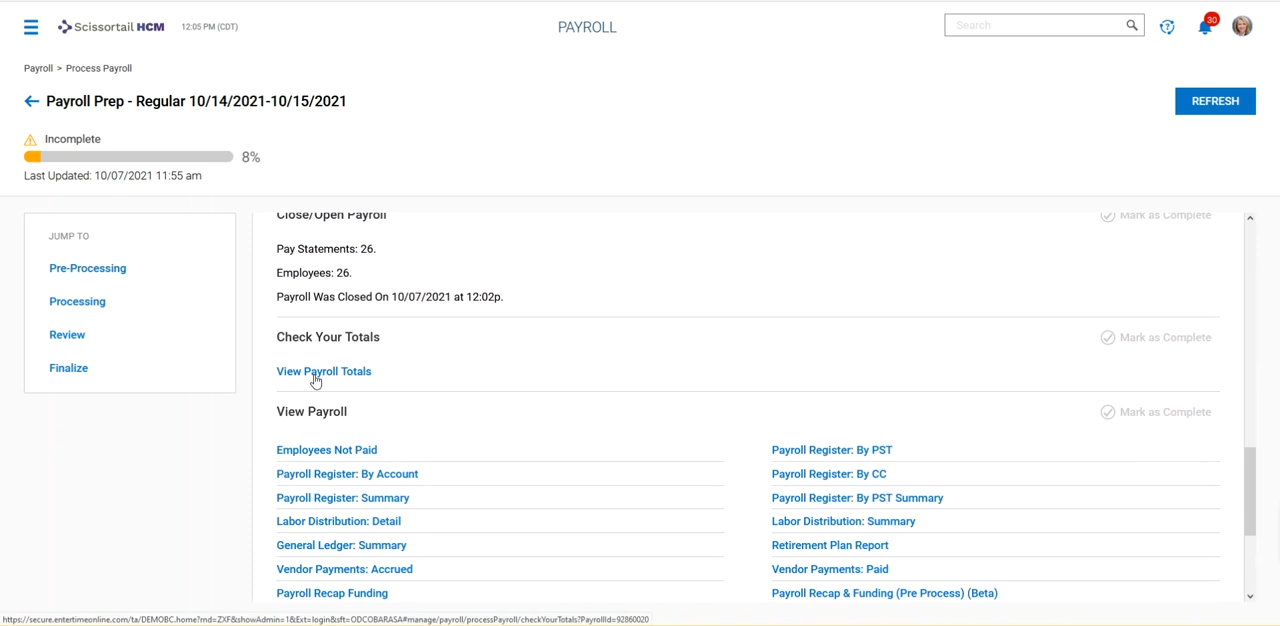 Scissortail HCM
12:05 PM (CDT)
PAYROLL
Search
30
Payroll > Process Payroll
Payroll Prep - Regular 10/14/2021-10/15/2021
REFRESH
Incomplete
8%
Last Updated: 10/07/2021 11:55 am
JUMP TO
Pre-Processing
Processing
Review
Finalize
Close/Open Payroll
Mark as Complete
Pay Statements: 26.
Employees: 26.
Payroll Was Closed On 10/07/2021 at 12:02p.
Check Your Totals
Mark as Complete
View Payroll Totals
View Payroll
Mark as Complete
Employees Not Paid
Payroll Register: By PST
Payroll Register: By Account
Payroll Register: By CC
Payroll Register: Summary
Payroll Register: By PST Summary
Labor Distribution: Detail
Labor Distribution: Summary
General Ledger: Summary
Retirement Plan Report
Vendor Payments: Accrued
Vendor Payments: Paid
Payroll Recap Funding
Payroll Recap & Funding (Pre Process) (Beta)
https://secure.entertimeonline.com/ta/DEMOBC.home?rnd=ZXF&showAdmin=1&Ext=login&sft=ODCOBARASA#manage/payroll/processPayroll/checkYourTotals?PayrollId=92860020